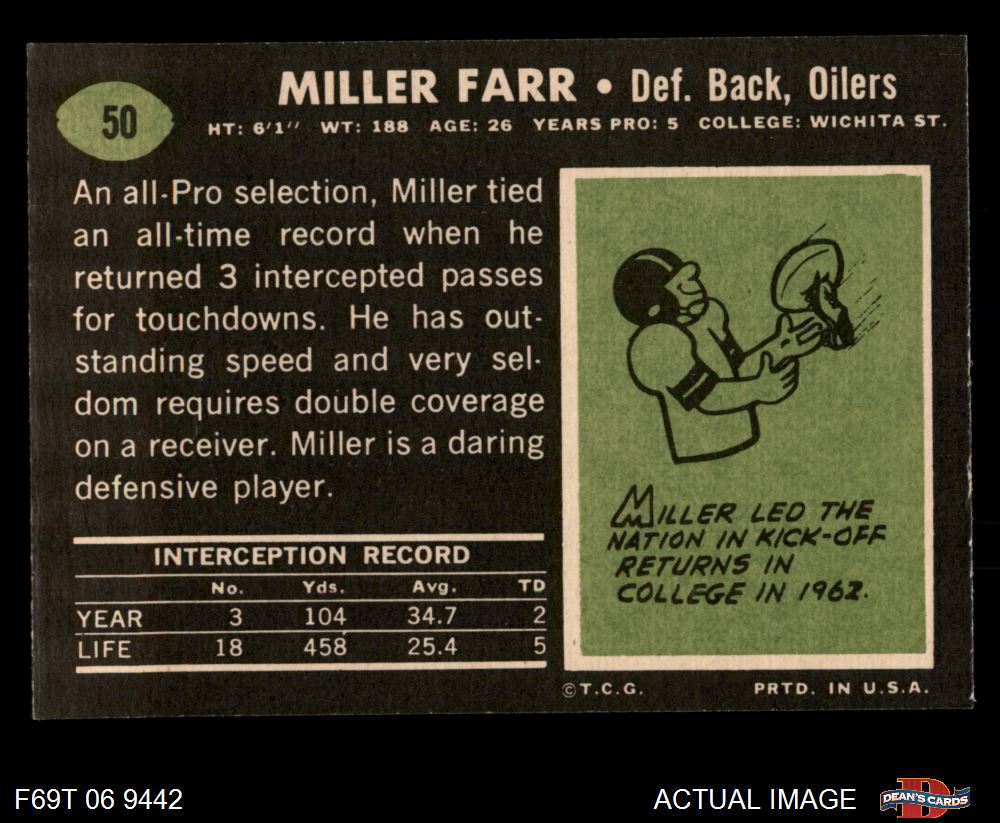 50
MILLER FARR • Def. Back, Oilers
HT: 6'1" WT: 188 AGE: 26 YEARS PRO: 5 COLLEGE: WICHITA ST.
An all-Pro selection, Miller tied
an all-time record when he
returned 3 intercepted passes
for touchdowns. He has out-
standing speed and very sel-
dom requires double coverage
on a receiver. Miller is a daring
defensive player.
INTERCEPTION RECORD
No. Yds. Avg. TD
YEAR 3 104 34.7 2
LIFE 18 458 25.4 5
MILLER LED THE
NATION IN KICK-OFF
RETURNS IN
COLLEGE IN 1962.
©T.C.G. PRTD. IN U.S.A.
F69T 06 9442
ACTUAL IMAGE
D
DEAN'S CARDS